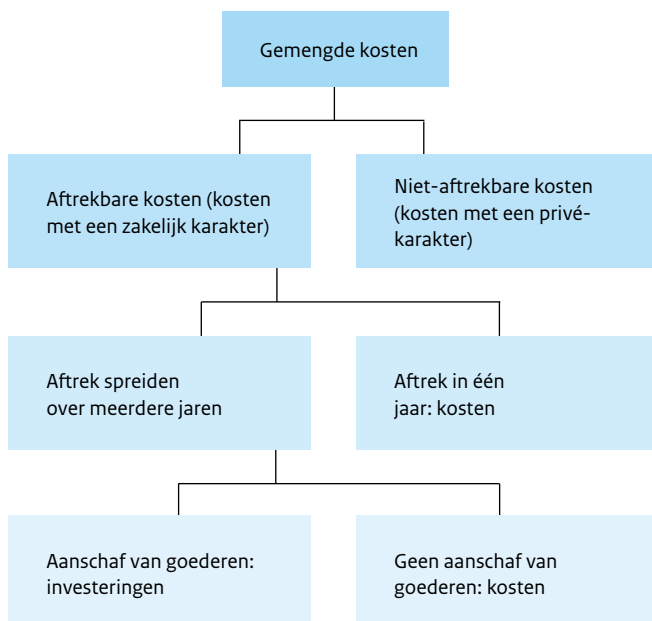 Gemengde kosten
Aftrekbare kosten (kosten
met een zakelijk karakter)
Niet-aftrekbare kosten
(kosten met een privé-
karakter)
Aftrek spreiden
over meerdere jaren
Aftrek in één
jaar: kosten
Aanschaf van goederen:
investeringen
Geen aanschaf van
goederen: kosten